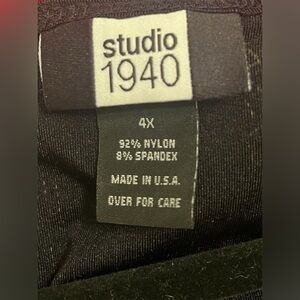 studio
1940
4X
92% NYLON
8% SPANDEX
MADE IN U.S.A.
OVER FOR CARE